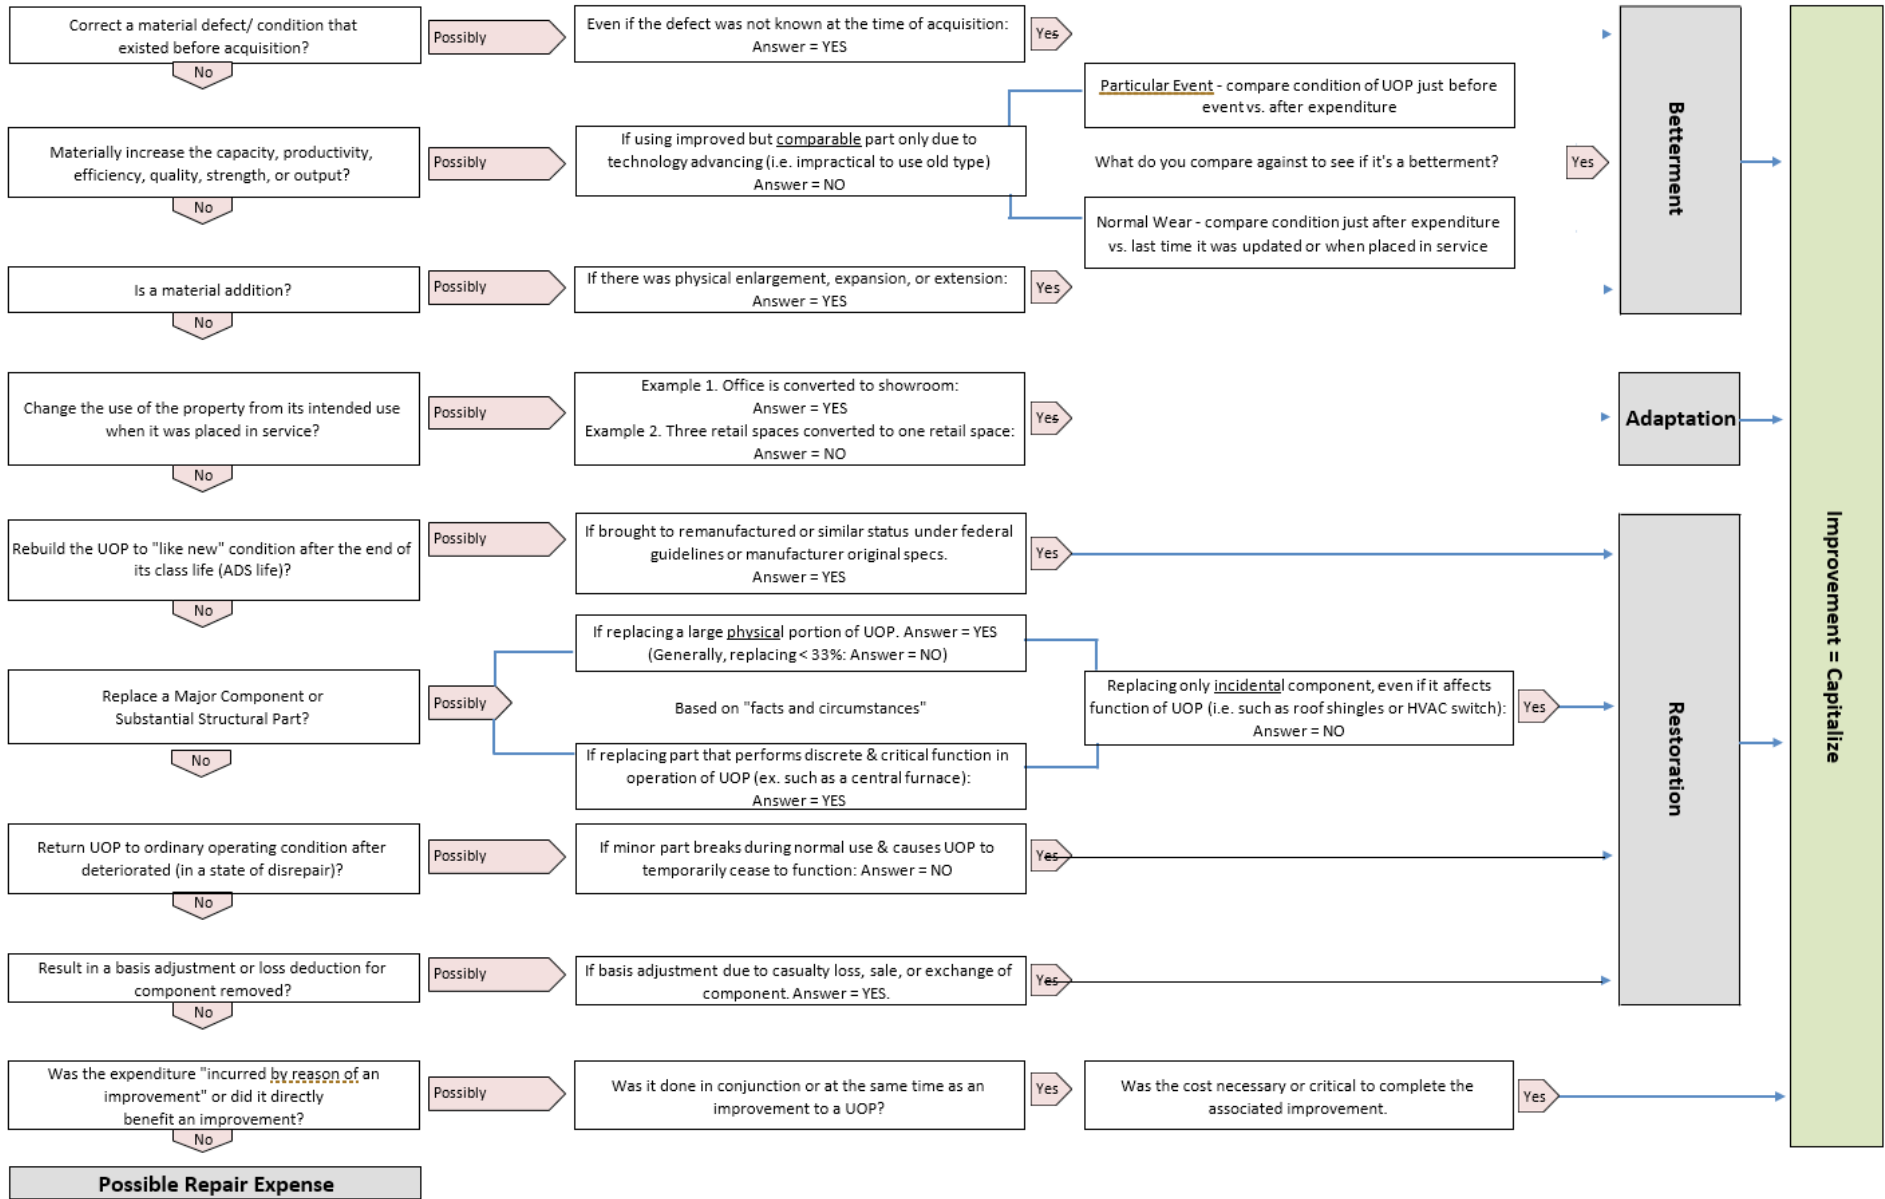 Correct a material defect/ condition that
existed before acquisition?
Possibly
Even if the defect was not known at the time of acquisition:
Answer = YES
Yes
No
Particular Event - compare condition of UOP just before
event vs. after expenditure
Materially increase the capacity, productivity,
efficiency, quality, strength, or output?
Possibly
If using improved but comparable part only due to
technology advancing (i.e. impractical to use old type)
Answer = NO
What do you compare against to see if it's a betterment?
Yes
Betterment
No
Normal Wear - compare condition just after expenditure
vs. last time it was updated or when placed in service
Is a material addition?
Possibly
If there was physical enlargement, expansion, or extension:
Answer = YES
Yes
No
Change the use of the property from its intended use
when it was placed in service?
Possibly
Example 1. Office is converted to showroom:
Answer = YES
Example 2. Three retail spaces converted to one retail space:
Answer = NO
Yes
Adaptation
No
Rebuild the UOP to "like new" condition after the end of
its class life (ADS life)?
Possibly
If brought to remanufactured or similar status under federal
guidelines or manufacturer original specs.
Answer = YES
Yes
Improvement = Capitalize
No
If replacing a large physical portion of UOP. Answer = YES
(Generally, replacing < 33%: Answer = NO)
Replace a Major Component or
Substantial Structural Part?
Possibly
Based on "facts and circumstances"
Replacing only incidental component, even if it affects
function of UOP (i.e. such as roof shingles or HVAC switch):
Answer = NO
Yes
Restoration
No
If replacing part that performs discrete & critical function in
operation of UOP (ex. such as a central furnace):
Answer = YES
Return UOP to ordinary operating condition after
deteriorated (in a state of disrepair)?
Possibly
If minor part breaks during normal use & causes UOP to
temporarily cease to function: Answer = NO
Yes
No
Result in a basis adjustment or loss deduction for
component removed?
Possibly
If basis adjustment due to casualty loss, sale, or exchange of
component. Answer = YES.
Yes
No
Was the expenditure "incurred by reason of an
improvement" or did it directly
benefit an improvement?
Possibly
Was it done in conjunction or at the same time as an
improvement to a UOP?
Yes
Was the cost necessary or critical to complete the
associated improvement.
Yes
No
Possible Repair Expense